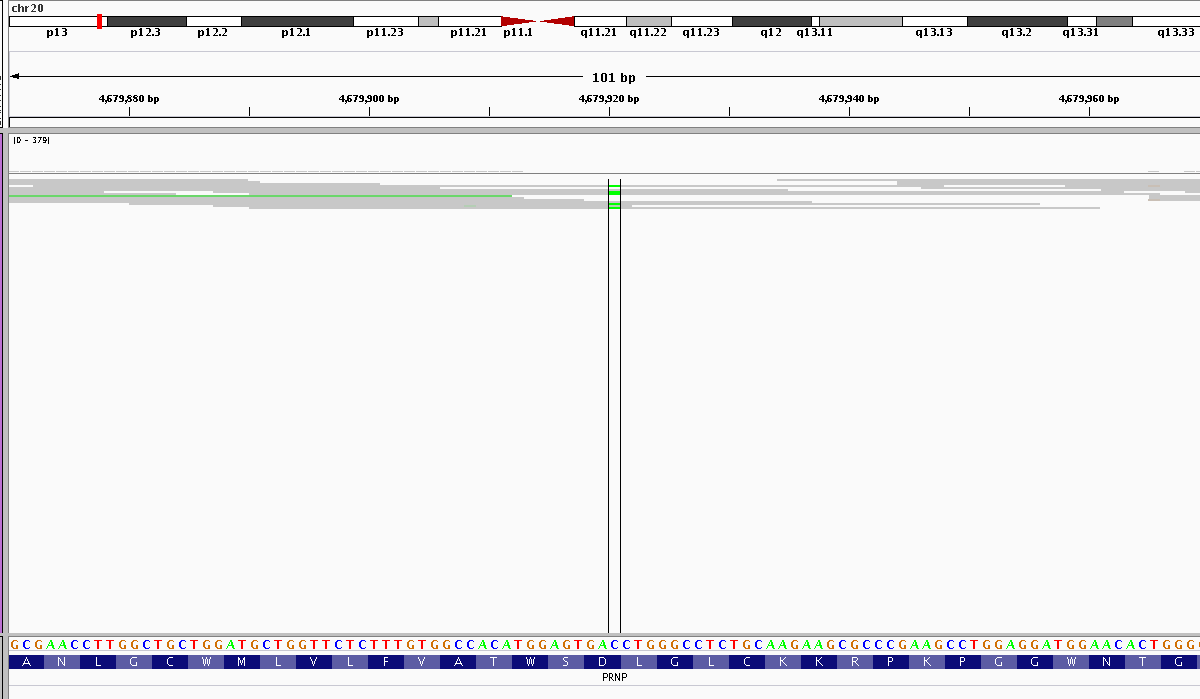 chr20
p13 p12.3 p12.2 p12.1 p11.23 p11.21 p11.1 q11.21 q11.22 q11.23 q12 q13.11 q13.13 q13.2 q13.31 q13.33
101 bp
4,679,880 bp 4,679,900 bp 4,679,920 bp 4,679,940 bp 4,679,960 bp
[0 - 379]
G C G A A C C T T G G C T G C T G G A T G C T G G T T C T C T T T G T G G C C A C A T G G A G T G A C C T G G G C C T C T G C A A G A A G C G C C C G A A G C C T G G A G G A T G G A A C A C T G G G
A N L G C W M L V L F V A T W S D L G L C K K R P K P G G W N T G
PRNP